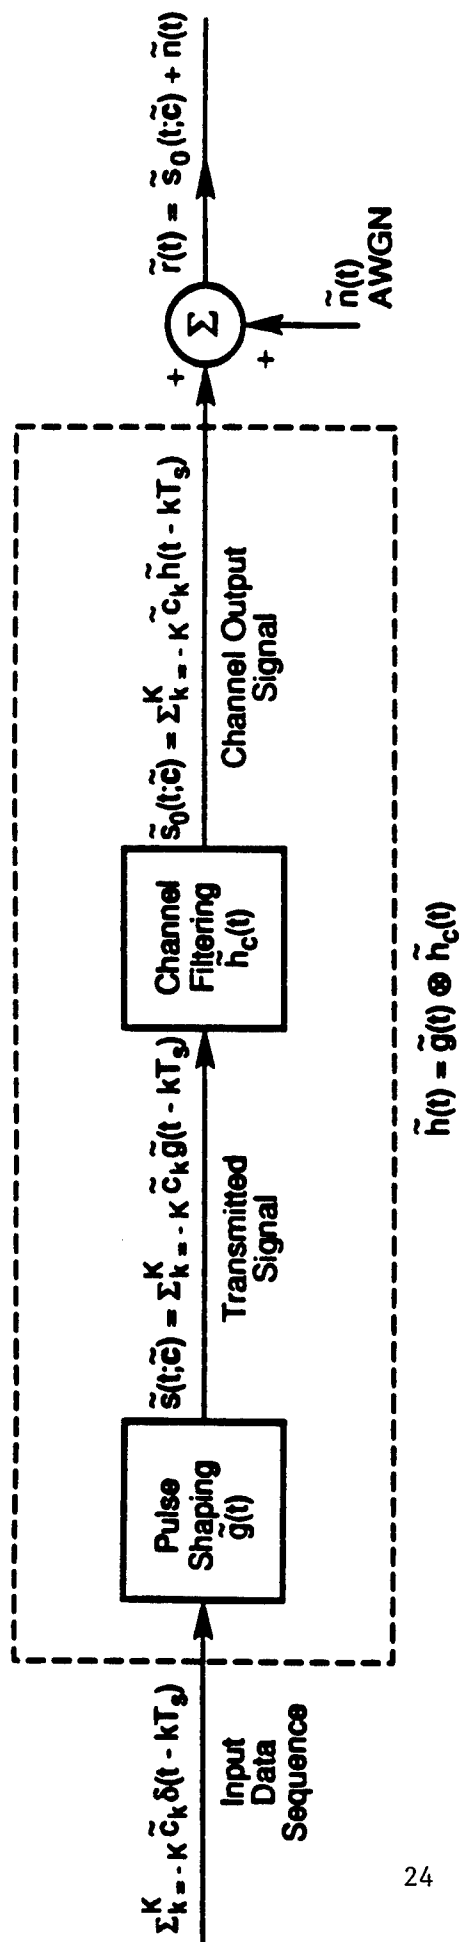 Σ_{k=-K}^{K} c̃_k δ(t - kT_s)
Input
Data
Sequence
Pulse
Shaping
g̃(t)
s̃(t;c̃) = Σ_{k=-K}^{K} c̃_k g̃(t - kT_s)
Transmitted
Signal
Channel
Filtering
h̃_c(t)
s̃_0(t;c̃) = Σ_{k=-K}^{K} c̃_k h̃(t - kT_s)
Channel Output
Signal
h̃(t) = g̃(t) ⊗ h̃_c(t)
+
Σ
+
ñ(t)
AWGN
r̃(t) = s̃_0(t;c̃) + ñ(t)
24